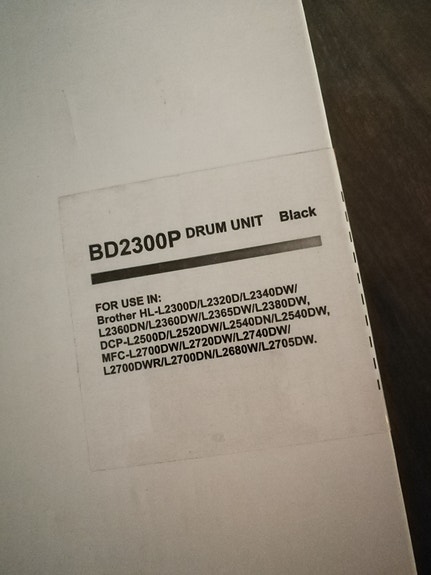 BD2300P DRUM UNIT Black
FOR USE IN:
Brother HL-L2300D/L2320D/L2340DW/
L2360DN/L2360DW/L2365DW/L2380DW,
DCP-L2500D/L2520DW/L2540DN/L2540DW,
MFC-L2700DW/L2720DW/L2740DW/
L2700DWR/L2700DN/L2680W/L2705DW.